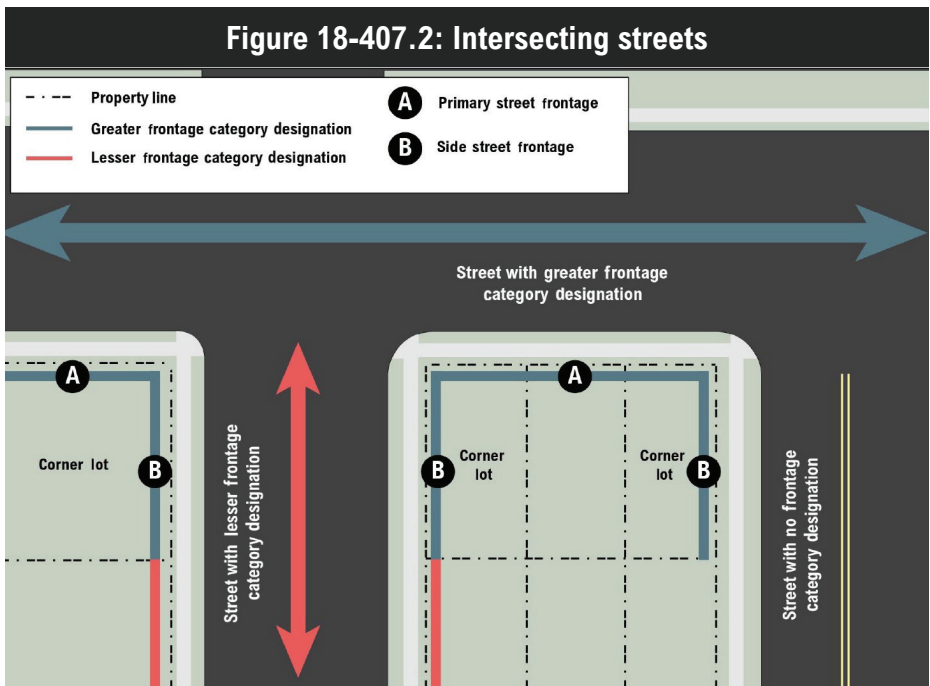 Figure 18-407.2: Intersecting streets
Property line
Greater frontage category designation
Lesser frontage category designation
A Primary street frontage
B Side street frontage
Street with greater frontage
category designation
A
A
Corner lot
B
Street with lesser frontage
category designation
B
Corner
lot
Corner
lot
B
Street with no frontage
category designation